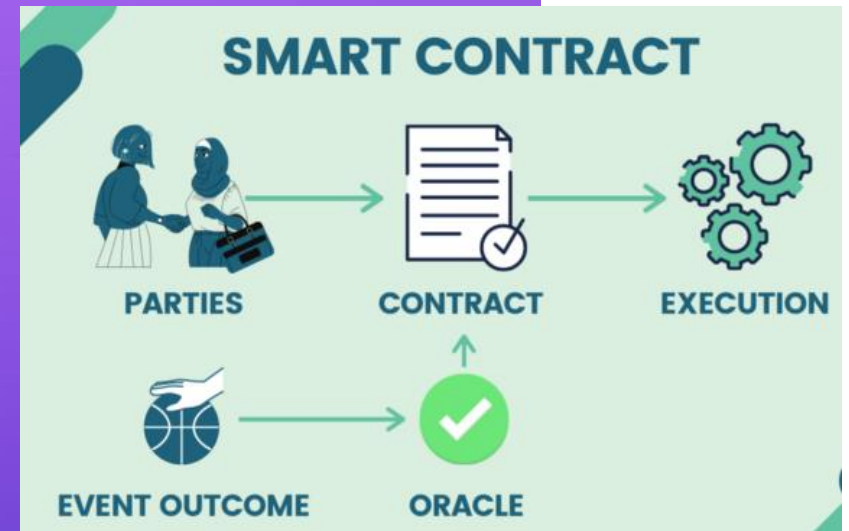 SMART CONTRACT
PARTIES CONTRACT EXECUTION
EVENT OUTCOME ORACLE